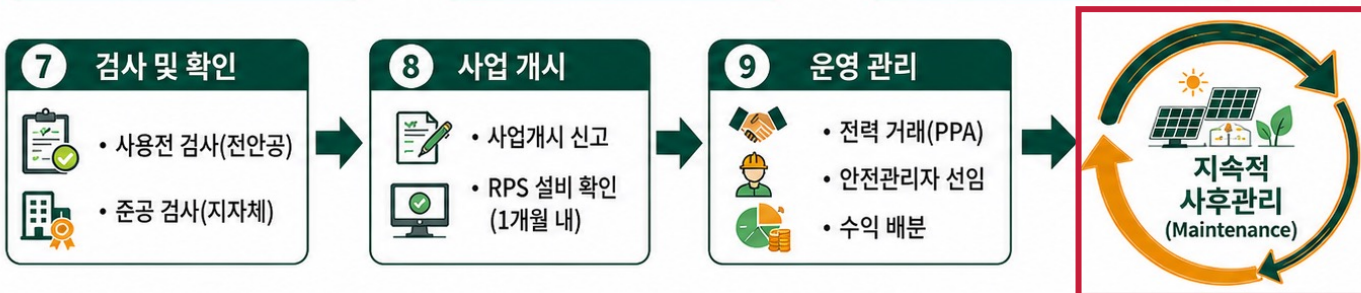 7 검사 및 확인
• 사용전 검사(전안공)
• 준공 검사(지자체)
8 사업 개시
• 사업개시 신고
• RPS 설비 확인
(1개월 내)
9 운영 관리
• 전력 거래(PPA)
• 안전관리자 선임
• 수익 배분
지속적
사후관리
(Maintenance)